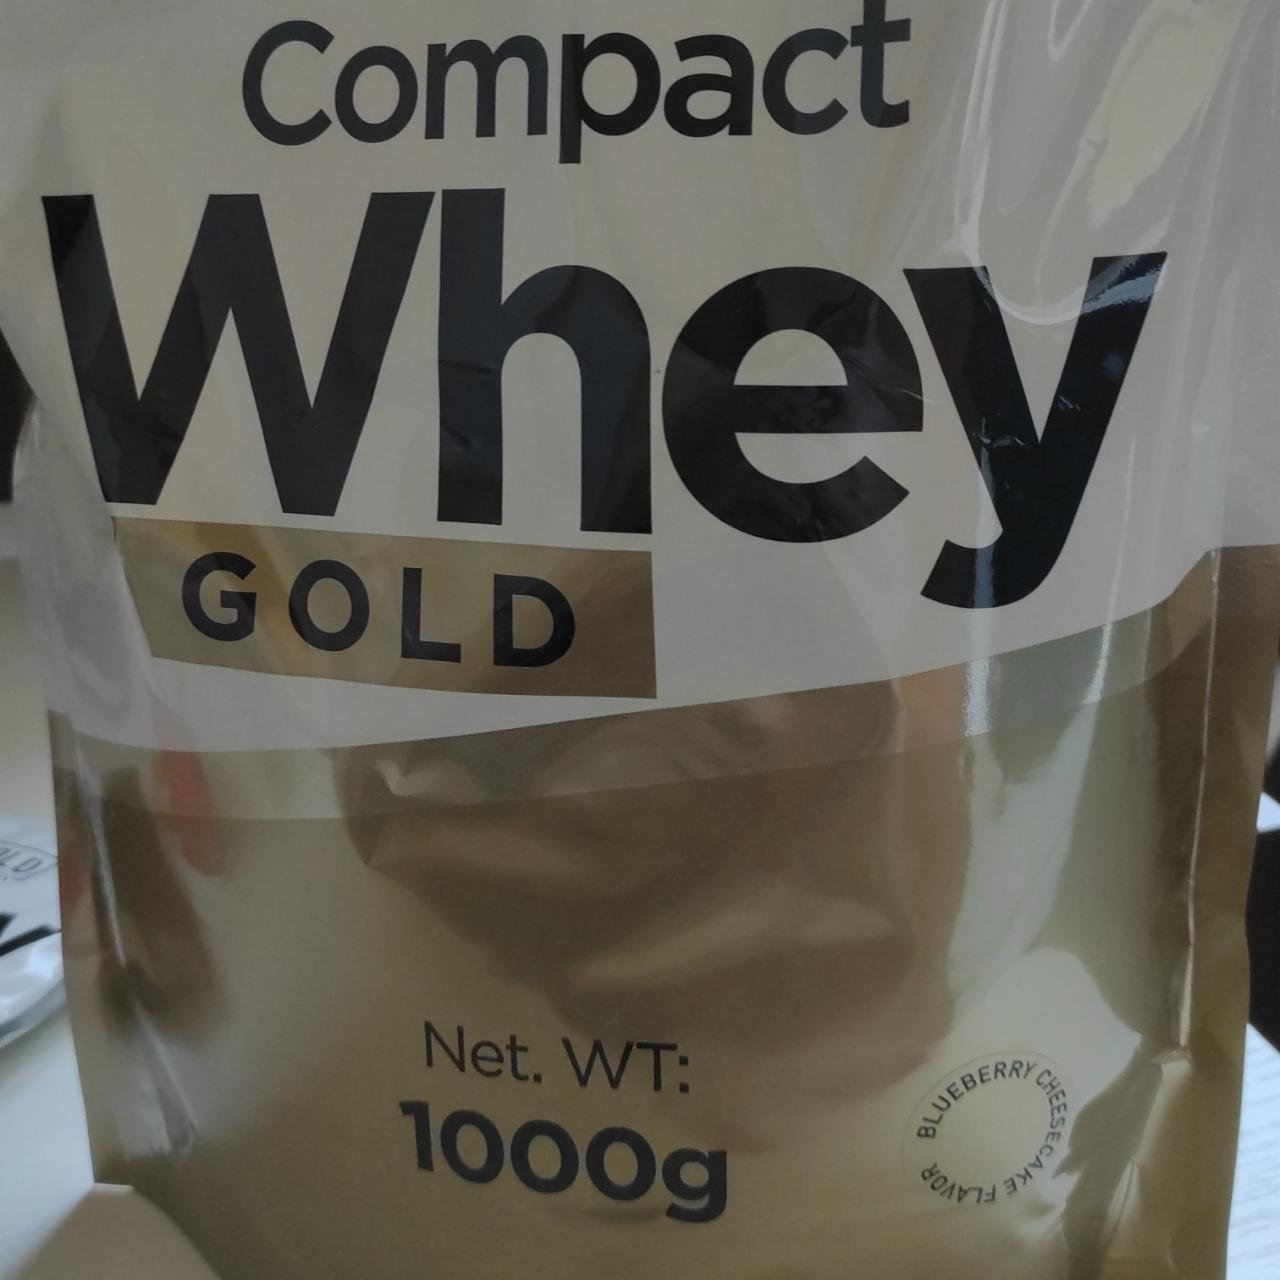 Compact
Whey
GOLD
Net. WT:
1000g
BLUEBERRY CHEESECAKE FLAVOR